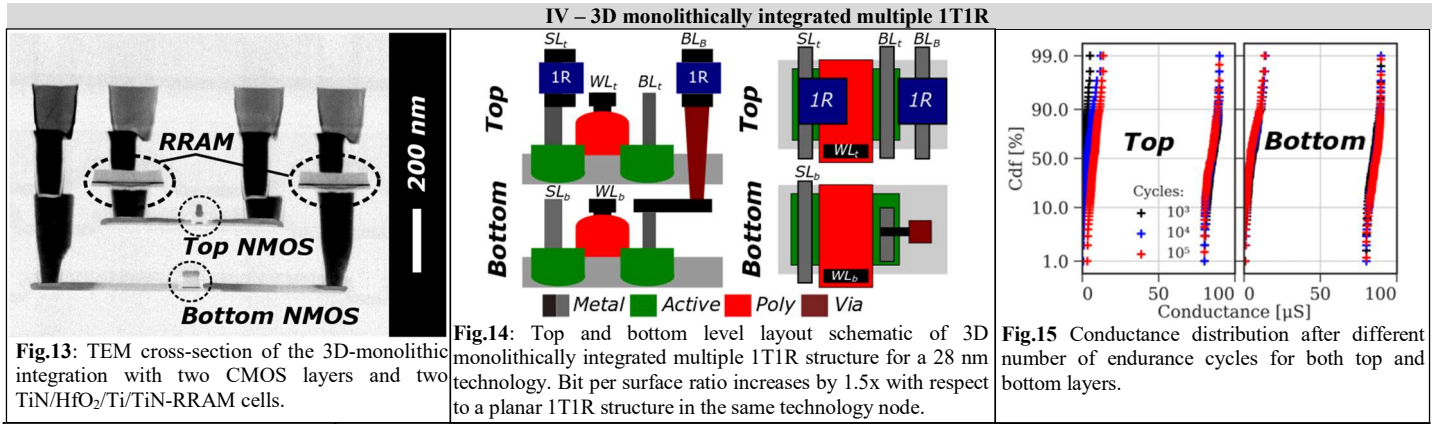 IV – 3D monolithically integrated multiple 1T1R
RRAM
Top NMOS
Bottom NMOS
200 nm
Fig.13: TEM cross-section of the 3D-monolithic
integration with two CMOS layers and two
TiN/HfO₂/Ti/TiN-RRAM cells.
SLt
BLB
1R
WLt
BLt
1R
Top
SLb
WLb
Bottom
SLt
BLt
BLB
1R
1R
Top
WLt
SLb
Bottom
WLb
Metal
Active
Poly
Via
Fig.14: Top and bottom level layout schematic of 3D
monolithically integrated multiple 1T1R structure for a 28 nm
technology. Bit per surface ratio increases by 1.5x with respect
to a planar 1T1R structure in the same technology node.
Cdf [%]
99.0
90.0
50.0
10.0
1.0
Top
Bottom
Cycles:
10³
10⁴
10⁵
0 50 100 0 50 100
Conductance [µS]
Fig.15 Conductance distribution after different
number of endurance cycles for both top and
bottom layers.